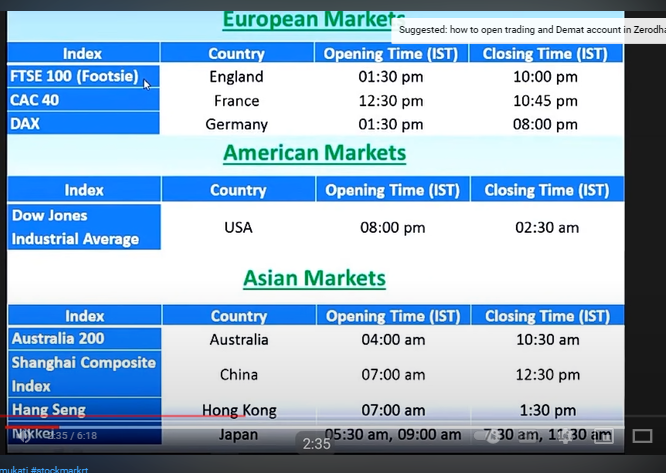 European Markets
Suggested: how to open trading and Demat account in Zerodha
Index Country Opening Time (IST) Closing Time (IST)
FTSE 100 (Footsie) England 01:30 pm 10:00 pm
CAC 40 France 12:30 pm 10:45 pm
DAX Germany 01:30 pm 08:00 pm
American Markets
Index Country Opening Time (IST) Closing Time (IST)
Dow Jones
Industrial Average USA 08:00 pm 02:30 am
Asian Markets
Index Country Opening Time (IST) Closing Time (IST)
Australia 200 Australia 04:00 am 10:30 am
Shanghai Composite
Index China 07:00 am 12:30 pm
Hang Seng Hong Kong 07:00 am 1:30 pm
Nikkei Japan 05:30 am, 09:00 am 7:30 am, 11:30 am
2:35 / 6:18
2:35
mukati #stockmarkrt